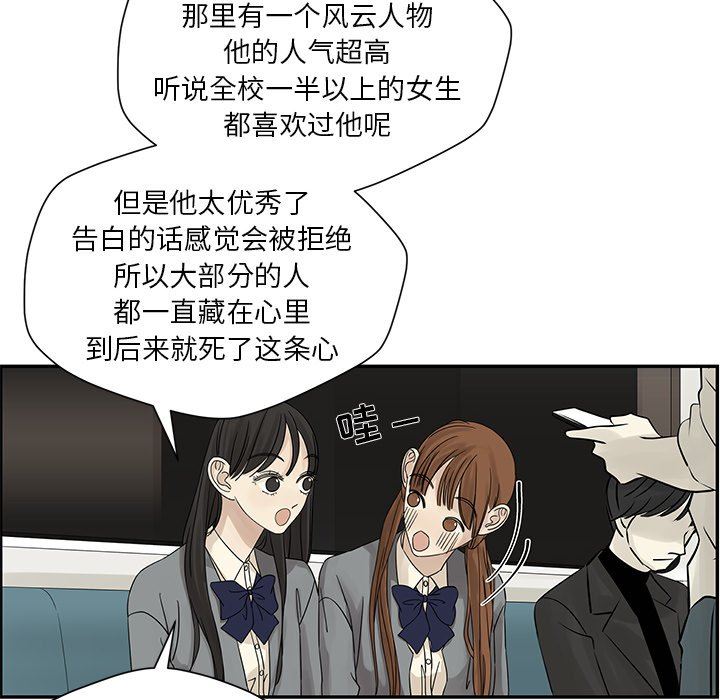 那里有一个风云人物
他的人气超高
听说全校一半以上的女生
都喜欢过他呢
但是他太优秀了
告白的话感觉会被拒绝
所以大部分的人
都一直藏在心里
到后来就死了这条心
哇一